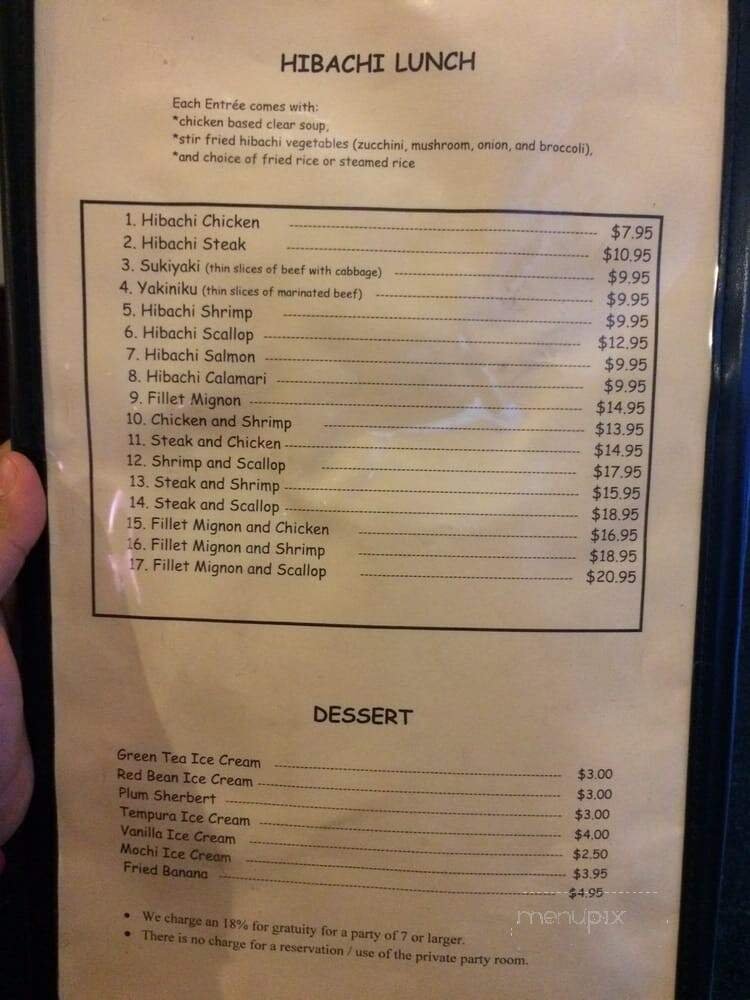 HIBACHI LUNCH
Each Entrée comes with:
*chicken based clear soup,
*stir fried hibachi vegetables (zucchini, mushroom, onion, and broccoli),
*and choice of fried rice or steamed rice
1. Hibachi Chicken $7.95
2. Hibachi Steak $10.95
3. Sukiyaki (thin slices of beef with cabbage) $9.95
4. Yakiniku (thin slices of marinated beef) $9.95
5. Hibachi Shrimp $9.95
6. Hibachi Scallop $12.95
7. Hibachi Salmon $9.95
8. Hibachi Calamari $9.95
9. Fillet Mignon $14.95
10. Chicken and Shrimp $13.95
11. Steak and Chicken $14.95
12. Shrimp and Scallop $17.95
13. Steak and Shrimp $15.95
14. Steak and Scallop $18.95
15. Fillet Mignon and Chicken $16.95
16. Fillet Mignon and Shrimp $18.95
17. Fillet Mignon and Scallop $20.95
DESSERT
Green Tea Ice Cream $3.00
Red Bean Ice Cream $3.00
Plum Sherbert $3.00
Tempura Ice Cream $4.00
Vanilla Ice Cream $2.50
Mochi Ice Cream $3.95
Fried Banana $4.95
menupix
• We charge an 18% for gratuity for a party of 7 or larger.
• There is no charge for a reservation / use of the private party room.